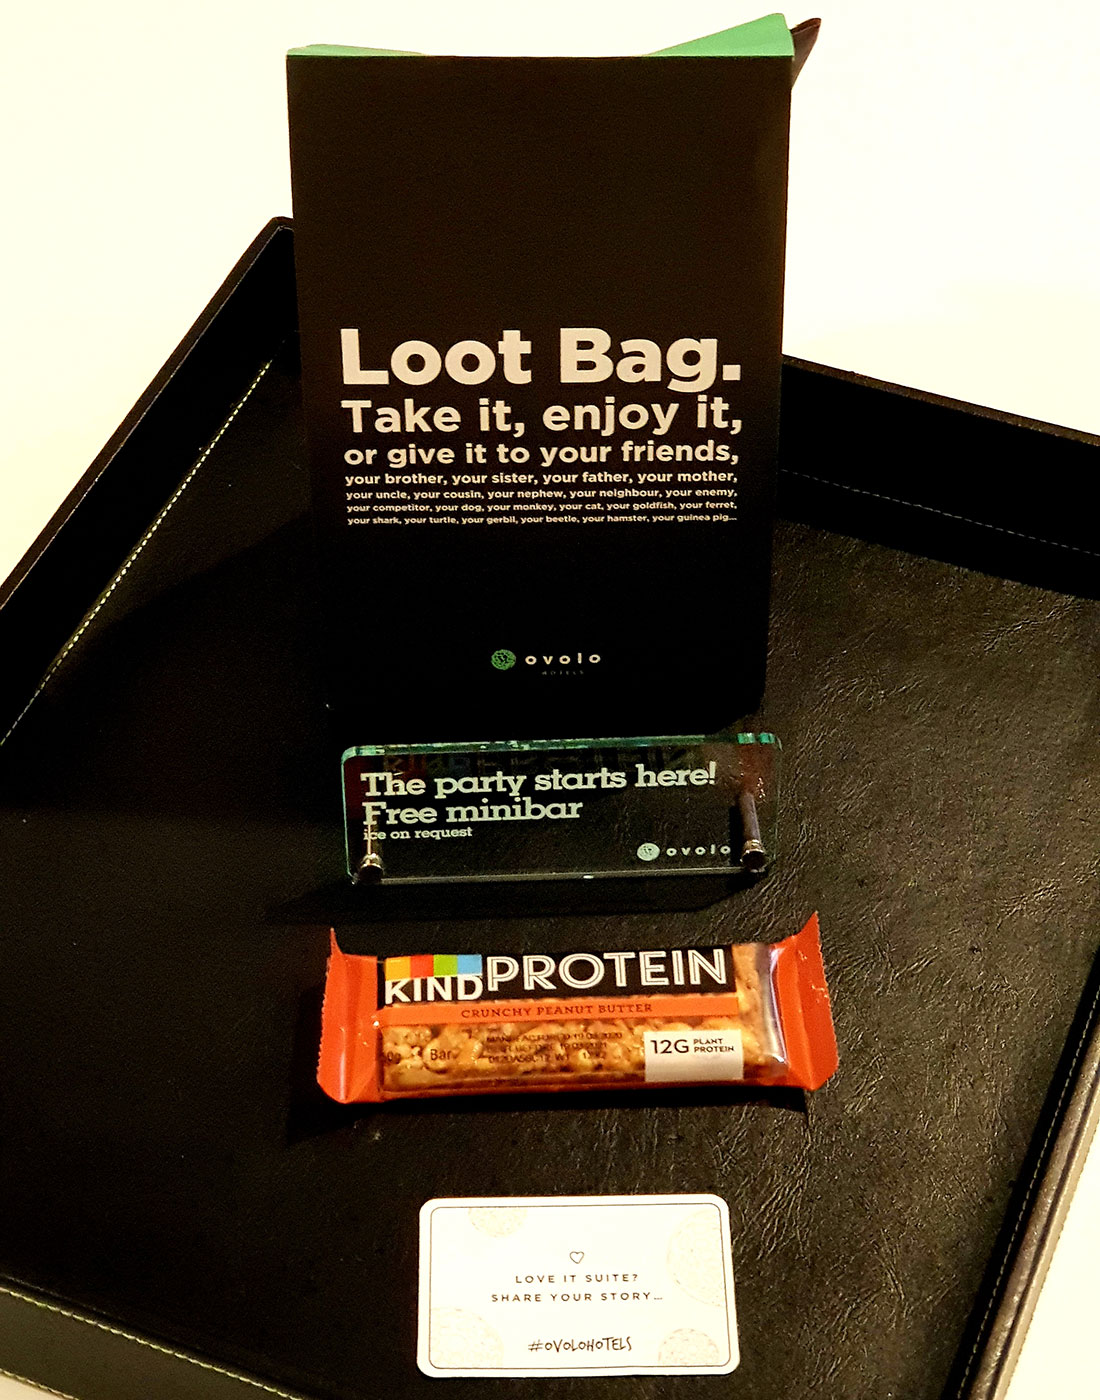 Loot Bag.
Take it, enjoy it,
or give it to your friends,
your brother, your sister, your father, your mother,
your uncle, your cousin, your nephew, your neighbour, your enemy,
your competitor, your dog, your monkey, your cat, your goldfish, your ferret,
your shark, your turtle, your gerbil, your beetle, your hamster, your guinea pig....
ovolo
HOTELS
The party starts here!
Free minibar
ice on request
ovolo
KIND PROTEIN
CRUNCHY PEANUT BUTTER
12G PLANT PROTEIN
Bar
LOVE IT SUITE?
SHARE YOUR STORY...
#OVOLOHOTELS